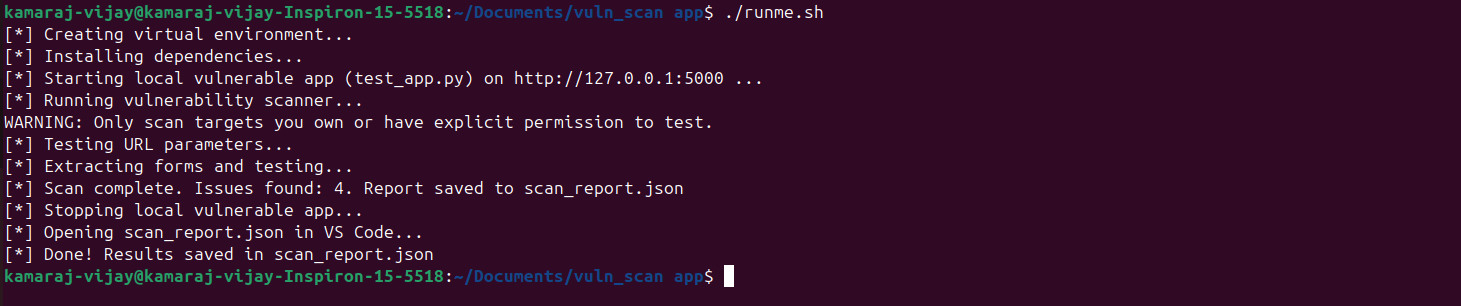 kamaraj-vijay@kamaraj-vijay-Inspiron-15-5518:~/Documents/vuln_scan app$ ./runme.sh
[*] Creating virtual environment...
[*] Installing dependencies...
[*] Starting local vulnerable app (test_app.py) on http://127.0.0.1:5000 ...
[*] Running vulnerability scanner...
WARNING: Only scan targets you own or have explicit permission to test.
[*] Testing URL parameters...
[*] Extracting forms and testing...
[*] Scan complete. Issues found: 4. Report saved to scan_report.json
[*] Stopping local vulnerable app...
[*] Opening scan_report.json in VS Code...
[*] Done! Results saved in scan_report.json
kamaraj-vijay@kamaraj-vijay-Inspiron-15-5518:~/Documents/vuln_scan app$